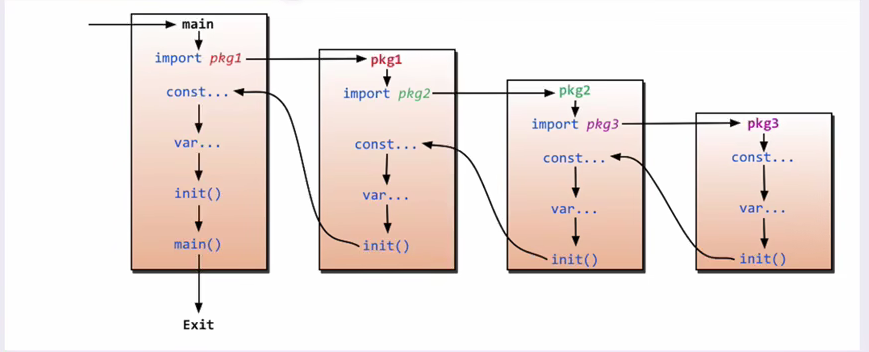 main
import pkg1
const...
var...
init()
main()
Exit
pkg1
import pkg2
const...
var...
init()
pkg2
import pkg3
const...
var...
init()
pkg3
const...
var...
init()